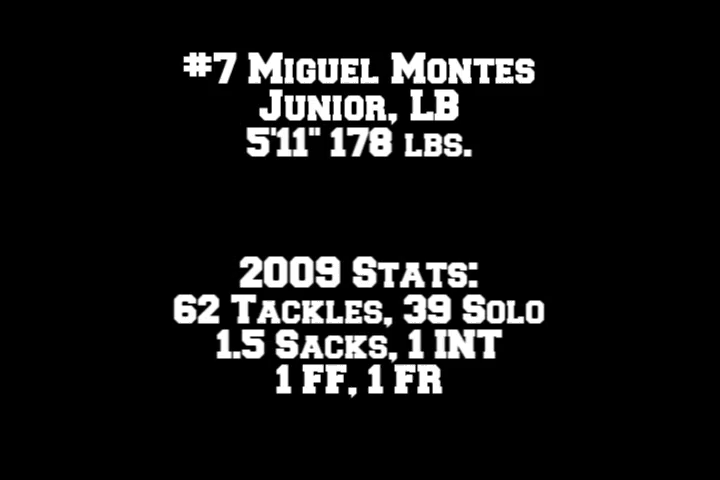 #7 Miguel Montes
Junior, LB
5'11" 178 lbs.
2009 Stats:
62 Tackles, 39 Solo
1.5 Sacks, 1 INT
1 FF, 1 FR